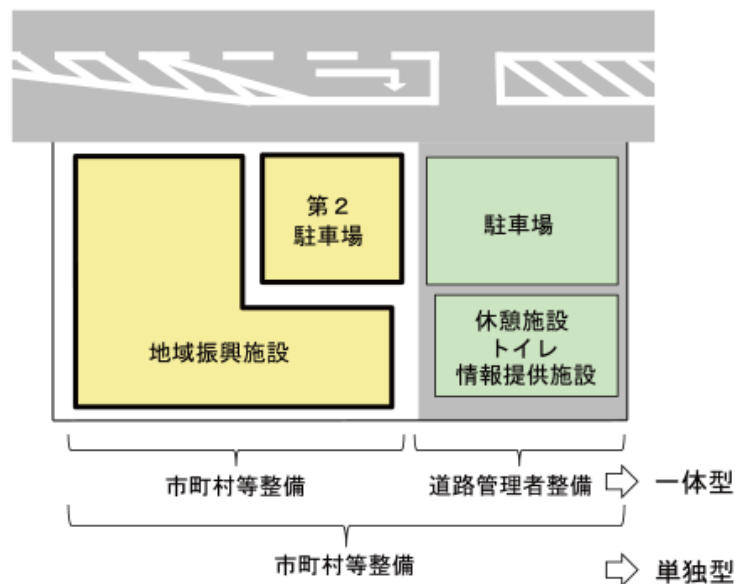 第２
駐車場
駐車場
地域振興施設
休憩施設
トイレ
情報提供施設
市町村等整備
道路管理者整備
一体型
市町村等整備
単独型